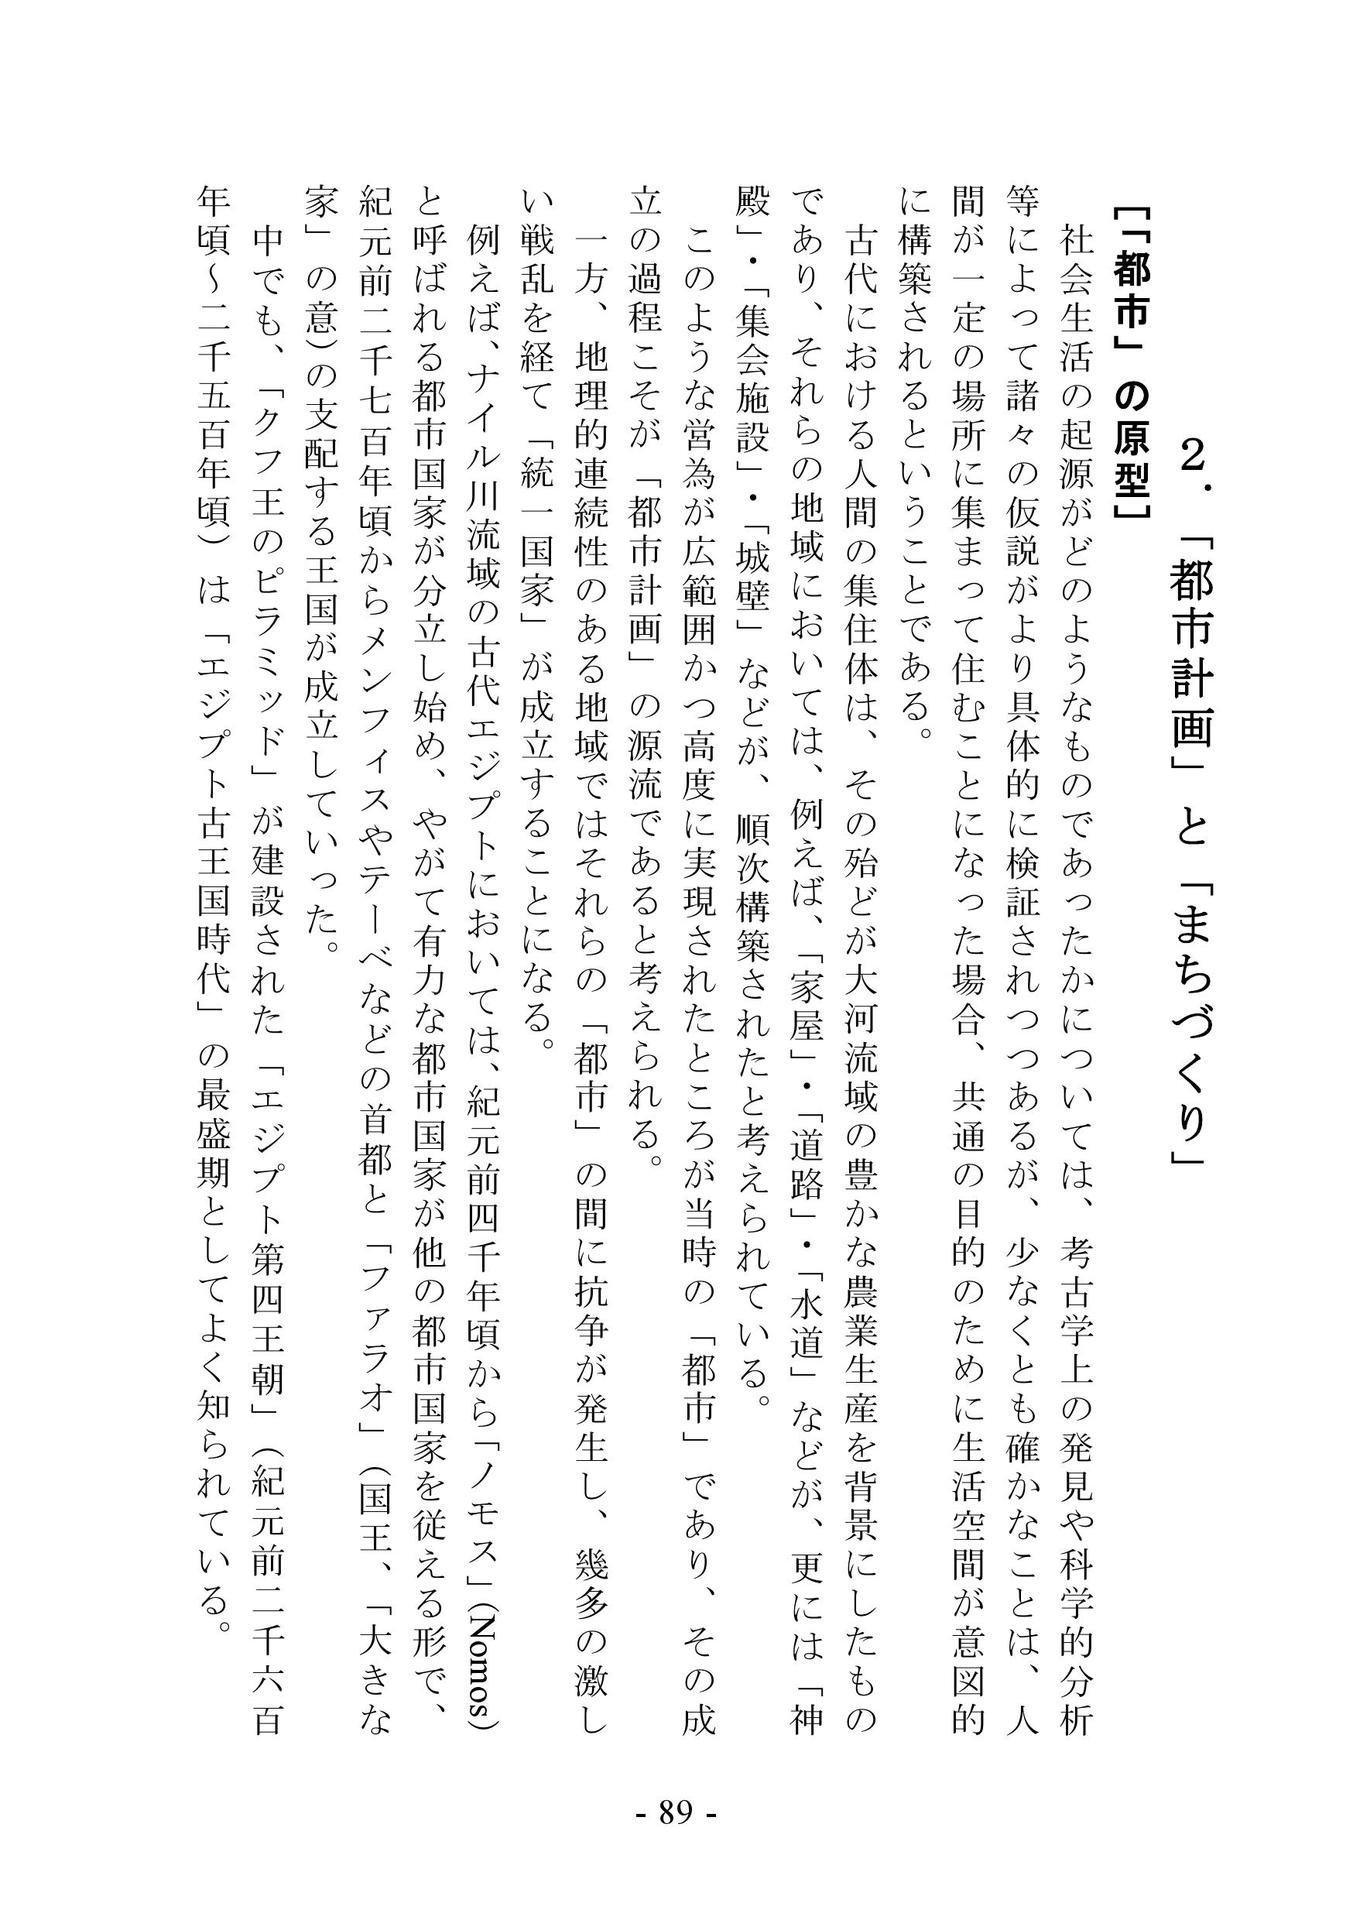 ２．「都市計画」と「まちづくり」
［「都市」の原型］
社会生活の起源がどのようなものであったかについては、考古学上の発見や科学的分析
等によって諸々の仮説がより具体的に検証されつつあるが、少なくとも確かなことは、人
間が一定の場所に集まって住むことになった場合、共通の目的のために生活空間が意図的
に構築されるということである。
古代における人間の集住体は、その殆どが大河流域の豊かな農業生産を背景にしたもの
であり、それらの地域においては、例えば、「家屋」・「道路」・「水道」などが、更には「神
殿」・「集会施設」・「城壁」などが、順次構築されたと考えられている。
このような営為が広範囲かつ高度に実現されたところが当時の「都市」であり、その成
立の過程こそが「都市計画」の源流であると考えられる。
一方、地理的連続性のある地域ではそれらの「都市」の間に抗争が発生し、幾多の激し
い戦乱を経て「統一国家」が成立することになる。
例えば、ナイル川流域の古代エジプトにおいては、紀元前四千年頃から「ノモス」（Nomos）
と呼ばれる都市国家が分立し始め、やがて有力な都市国家が他の都市国家を従える形で、
紀元前二千七百年頃からメンフィスやテーベなどの首都と「ファラオ」（国王、「大きな
家」の意）の支配する王国が成立していった。
中でも、「クフ王のピラミッド」が建設された「エジプト第四王朝」（紀元前二千六百
年頃～二千五百年頃）は「エジプト古王国時代」の最盛期としてよく知られている。
- 89 -